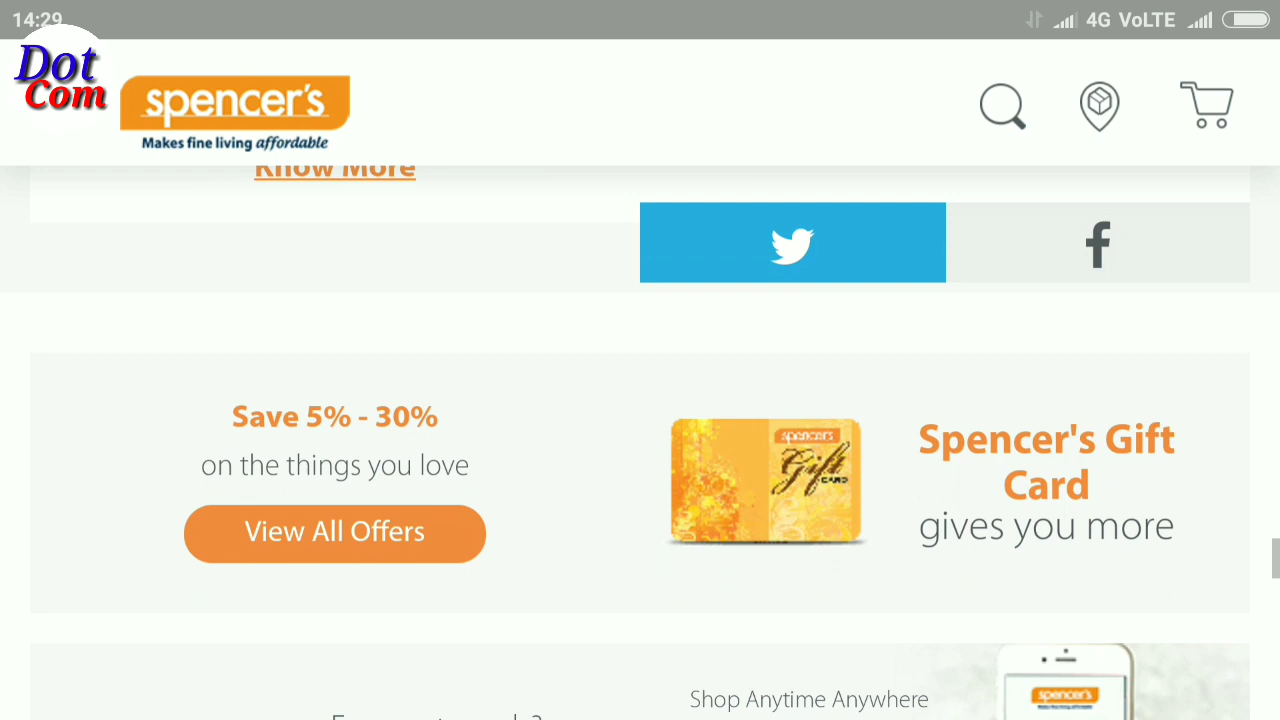 14:29
4G VoLTE
Dot
Com
spencer's
Makes fine living affordable
Know More
Save 5% - 30%
on the things you love
View All Offers
spencer's
Gift
CARD
Spencer's Gift
Card
gives you more
Shop Anytime Anywhere
spencer's